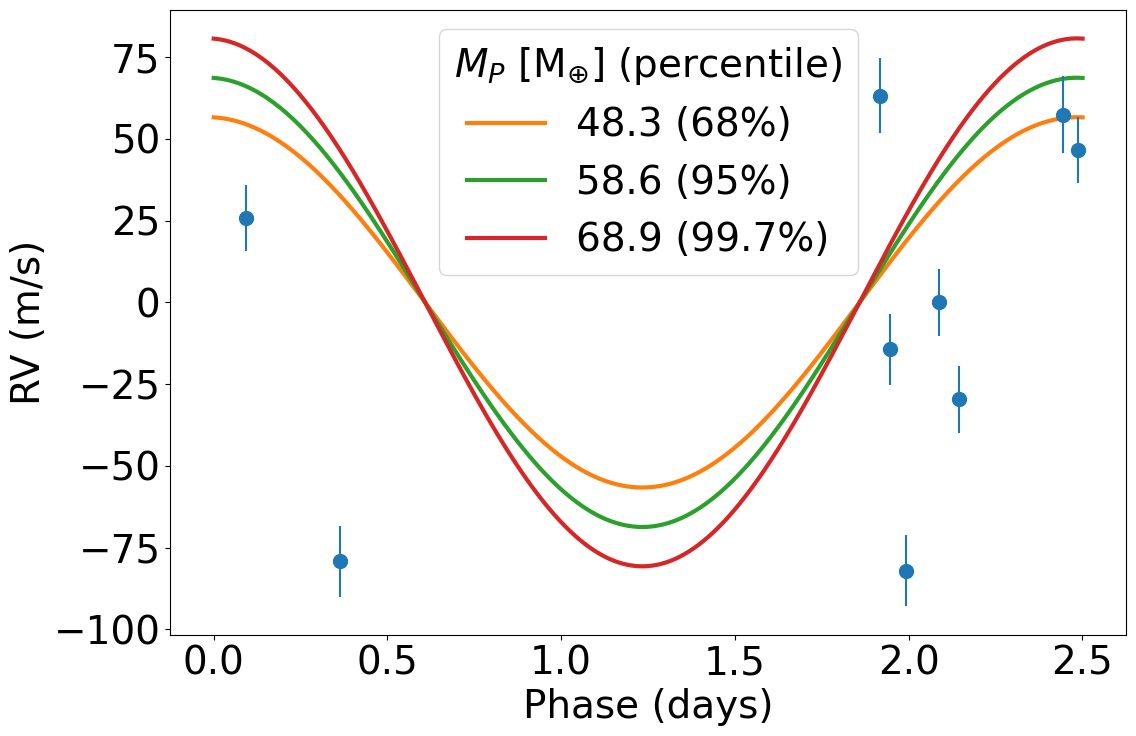 M_P [M_⊕] (percentile)
48.3 (68%)
58.6 (95%)
68.9 (99.7%)
RV (m/s)
75
50
25
0
−25
−50
−75
−100
0.0 0.5 1.0 1.5 2.0 2.5
Phase (days)